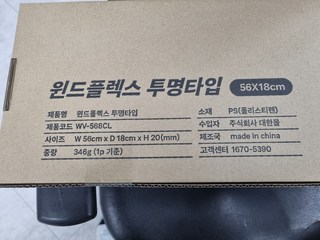 윈드플렉스 투명타입 56X18cm
제품명 윈드플렉스 투명타입
제품코드 WV-568CL
사이즈 W 56cm x D 18cm x H 20(mm)
중량 346g (1p 기준)
소재 PS(폴리스티렌)
수입자 주식회사 대한몰
제조국 made in china
고객센터 1670-5390